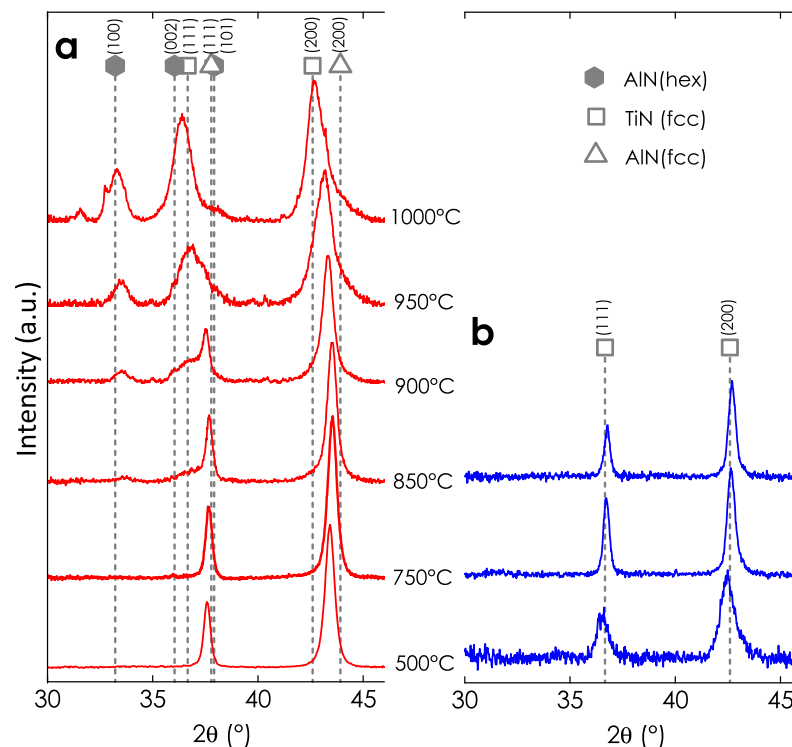 a
(100)
(002)
(111)
(111)
(101)
(200)
(200)
AlN(hex)
TiN (fcc)
AlN(fcc)
1000°C
950°C
900°C
850°C
750°C
500°C
Intensity (a.u.)
30
35
40
45
2θ (°)
b
(111)
(200)
30
35
40
45
2θ (°)